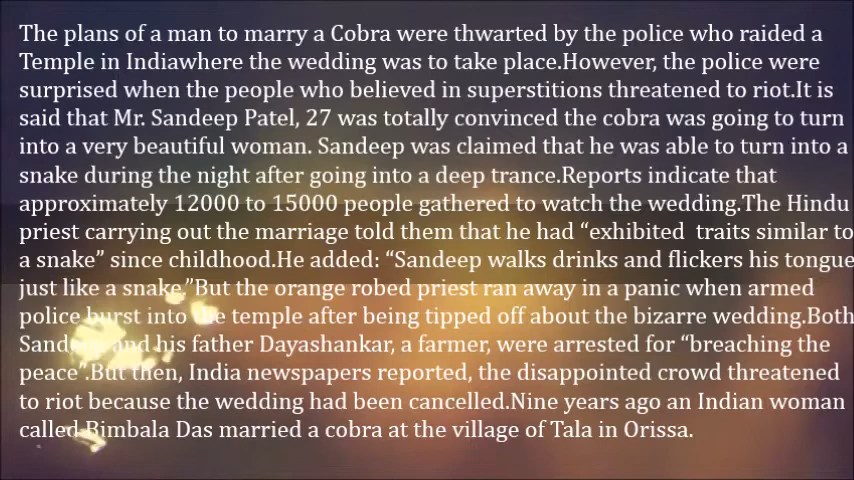 The plans of a man to marry a Cobra were thwarted by the police who raided a
Temple in Indiawhere the wedding was to take place.However, the police were
surprised when the people who believed in superstitions threatened to riot.It is
said that Mr. Sandeep Patel, 27 was totally convinced the cobra was going to turn
into a very beautiful woman. Sandeep was claimed that he was able to turn into a
snake during the night after going into a deep trance.Reports indicate that
approximately 12000 to 15000 people gathered to watch the wedding.The Hindu
priest carrying out the marriage told them that he had “exhibited  traits similar to
a snake” since childhood.He added: “Sandeep walks drinks and flickers his tongue
just like a snake.”But the orange robed priest ran away in a panic when armed
police burst into the temple after being tipped off about the bizarre wedding.Both
Sandeep and his father Dayashankar, a farmer, were arrested for “breaching the
peace”.But then, India newspapers reported, the disappointed crowd threatened
to riot because the wedding had been cancelled.Nine years ago an Indian woman
called Bimbala Das married a cobra at the village of Tala in Orissa.